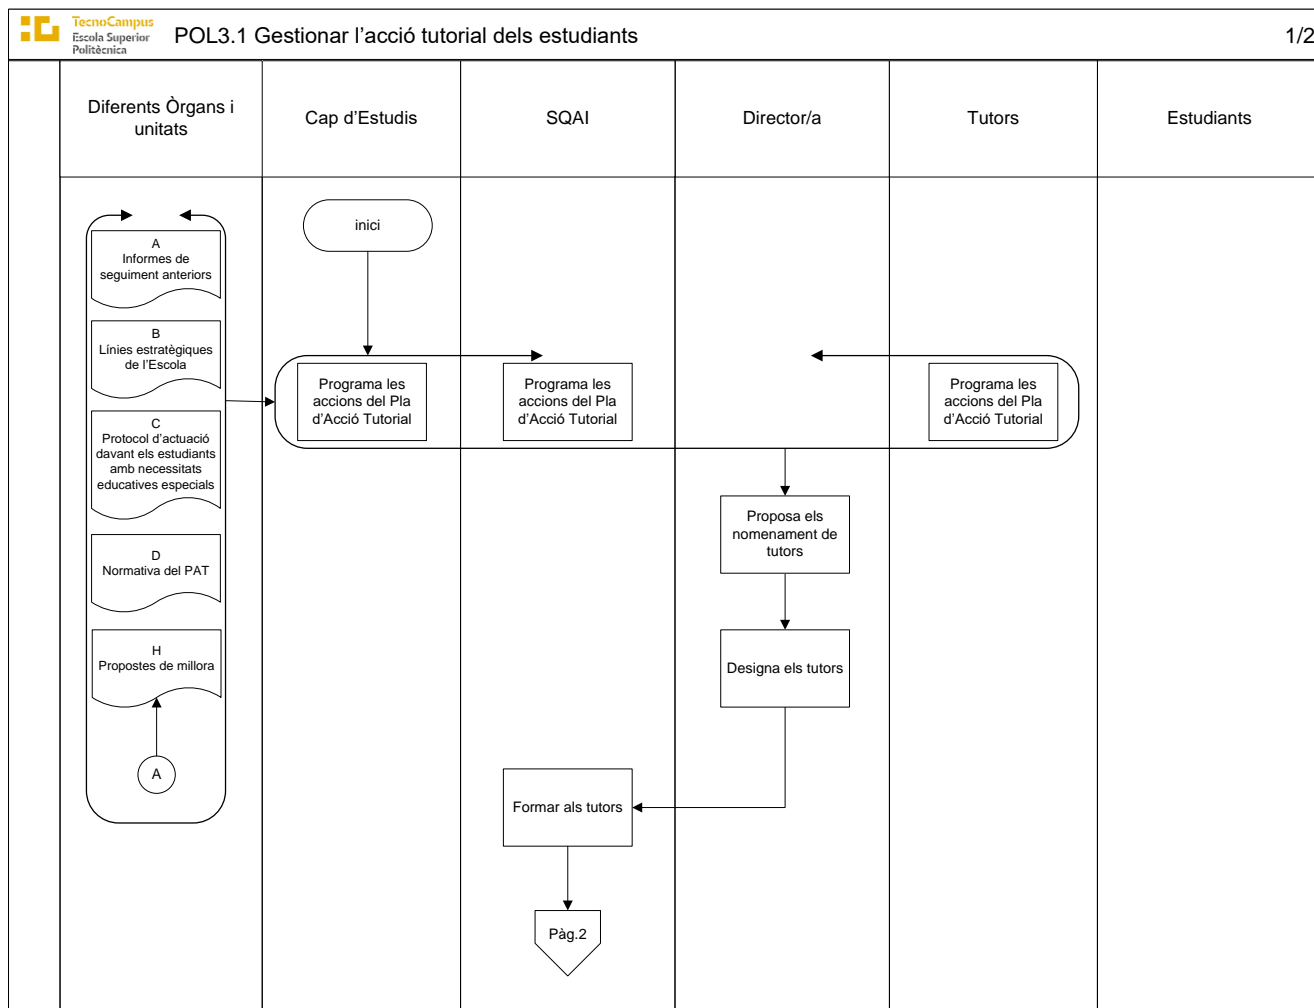 TecnoCampus
Escola Superior
Politècnica
POL3.1 Gestionar l'acció tutorial dels estudiants
1/2
Diferents Òrgans i
unitats
Cap d'Estudis
SQAI
Director/a
Tutors
Estudiants
inici
A
Informes de
seguiment anteriors
B
Línies estratègiques
de l'Escola
C
Protocol d'actuació
davant els estudiants
amb necessitats
educatives especials
D
Normativa del PAT
H
Propostes de millora
A
Programa les
accions del Pla
d'Acció Tutorial
Programa les
accions del Pla
d'Acció Tutorial
Programa les
accions del Pla
d'Acció Tutorial
Proposa els
nomenament de
tutors
Designa els tutors
Formar als tutors
Pàg.2